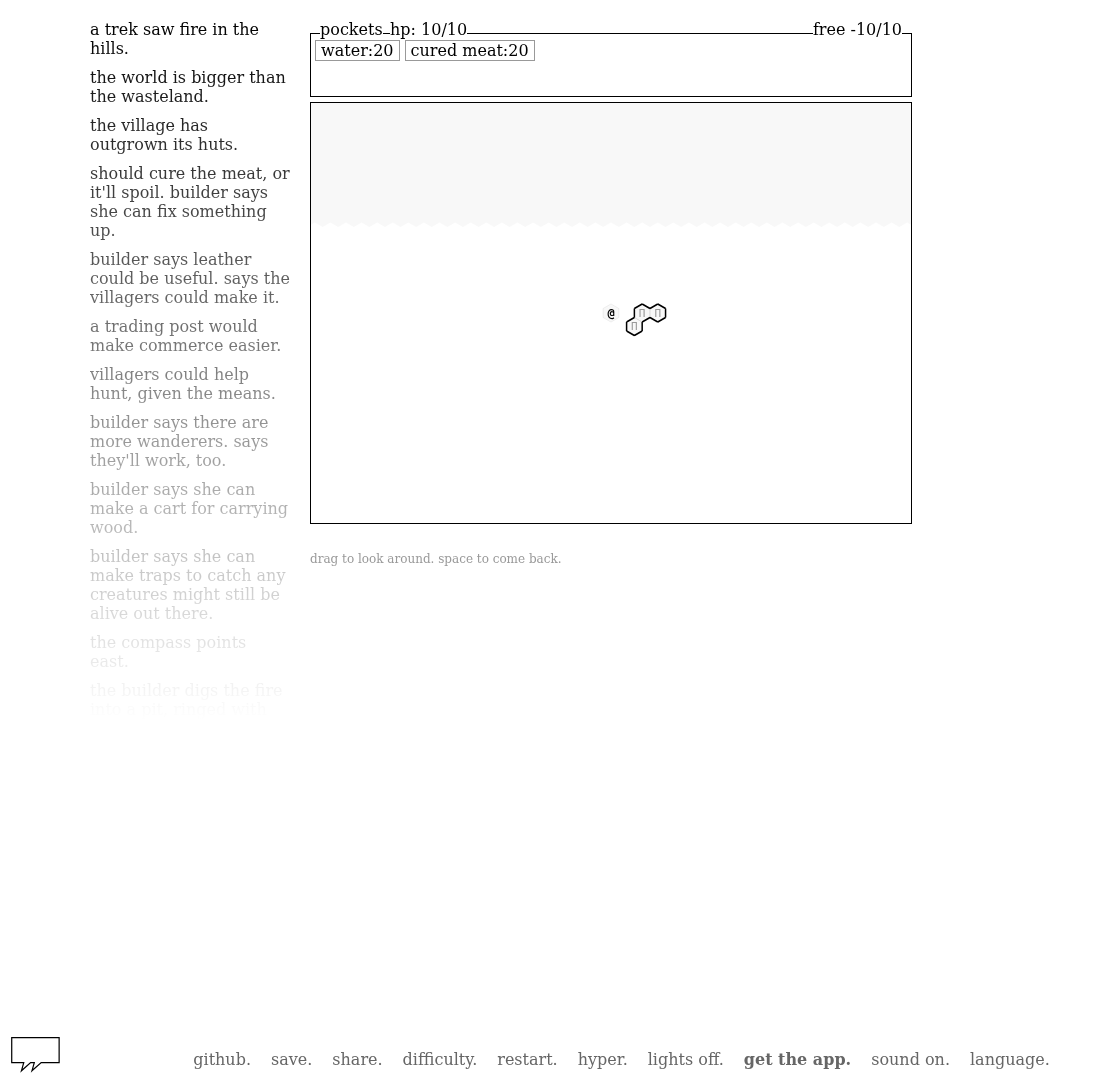 a trek saw fire in the
hills.
the world is bigger than
the wasteland.
the village has
outgrown its huts.
should cure the meat, or
it'll spoil. builder says
she can fix something
up.
builder says leather
could be useful. says the
villagers could make it.
a trading post would
make commerce easier.
villagers could help
hunt, given the means.
builder says there are
more wanderers. says
they'll work, too.
builder says she can
make a cart for carrying
wood.
builder says she can
make traps to catch any
creatures might still be
alive out there.
the compass points
east.
the builder digs the fire
pockets hp: 10/10 free -10/10
water:20 cured meat:20
@
drag to look around. space to come back.
github. save. share. difficulty. restart. hyper. lights off. get the app. sound on. language.